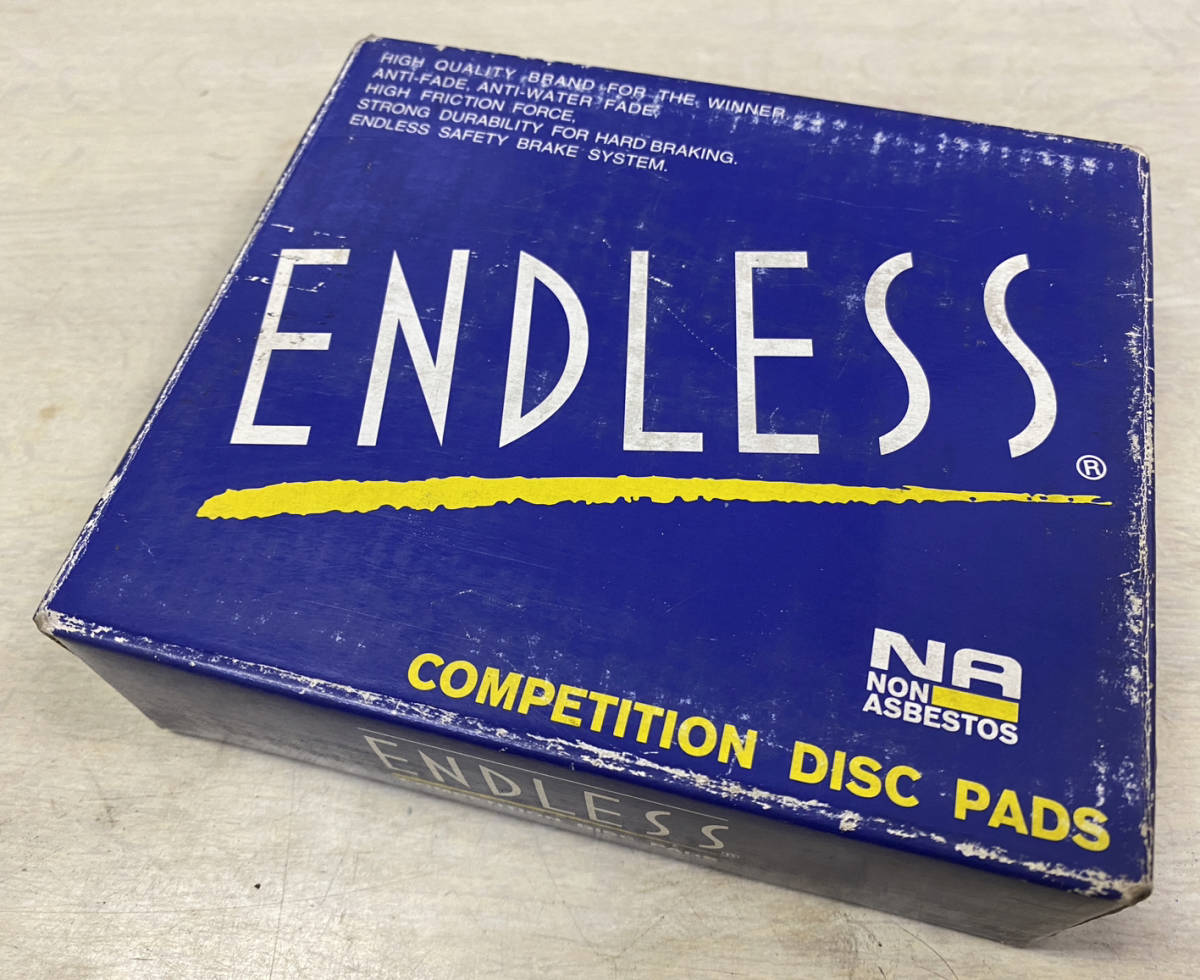 HIGH QUALITY BRAND FOR THE WINNER.
ANTI-FADE, ANTI-WATER FADE,
HIGH FRICTION FORCE,
STRONG DURABILITY FOR HARD BRAKING.
ENDLESS SAFETY BRAKE SYSTEM.
ENDLESS
®
NA
NON
ASBESTOS
COMPETITION DISC PADS
ENDLESS